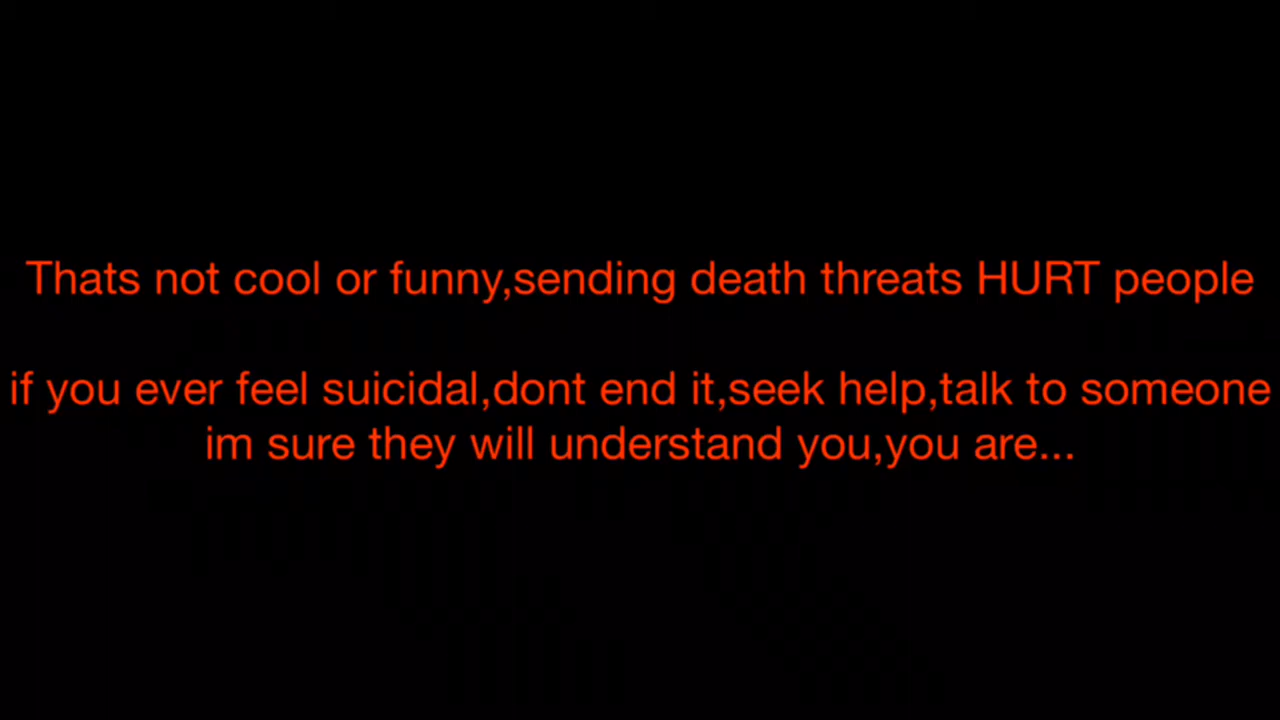 Thats not cool or funny,sending death threats HURT people
if you ever feel suicidal,dont end it,seek help,talk to someone
im sure they will understand you,you are...